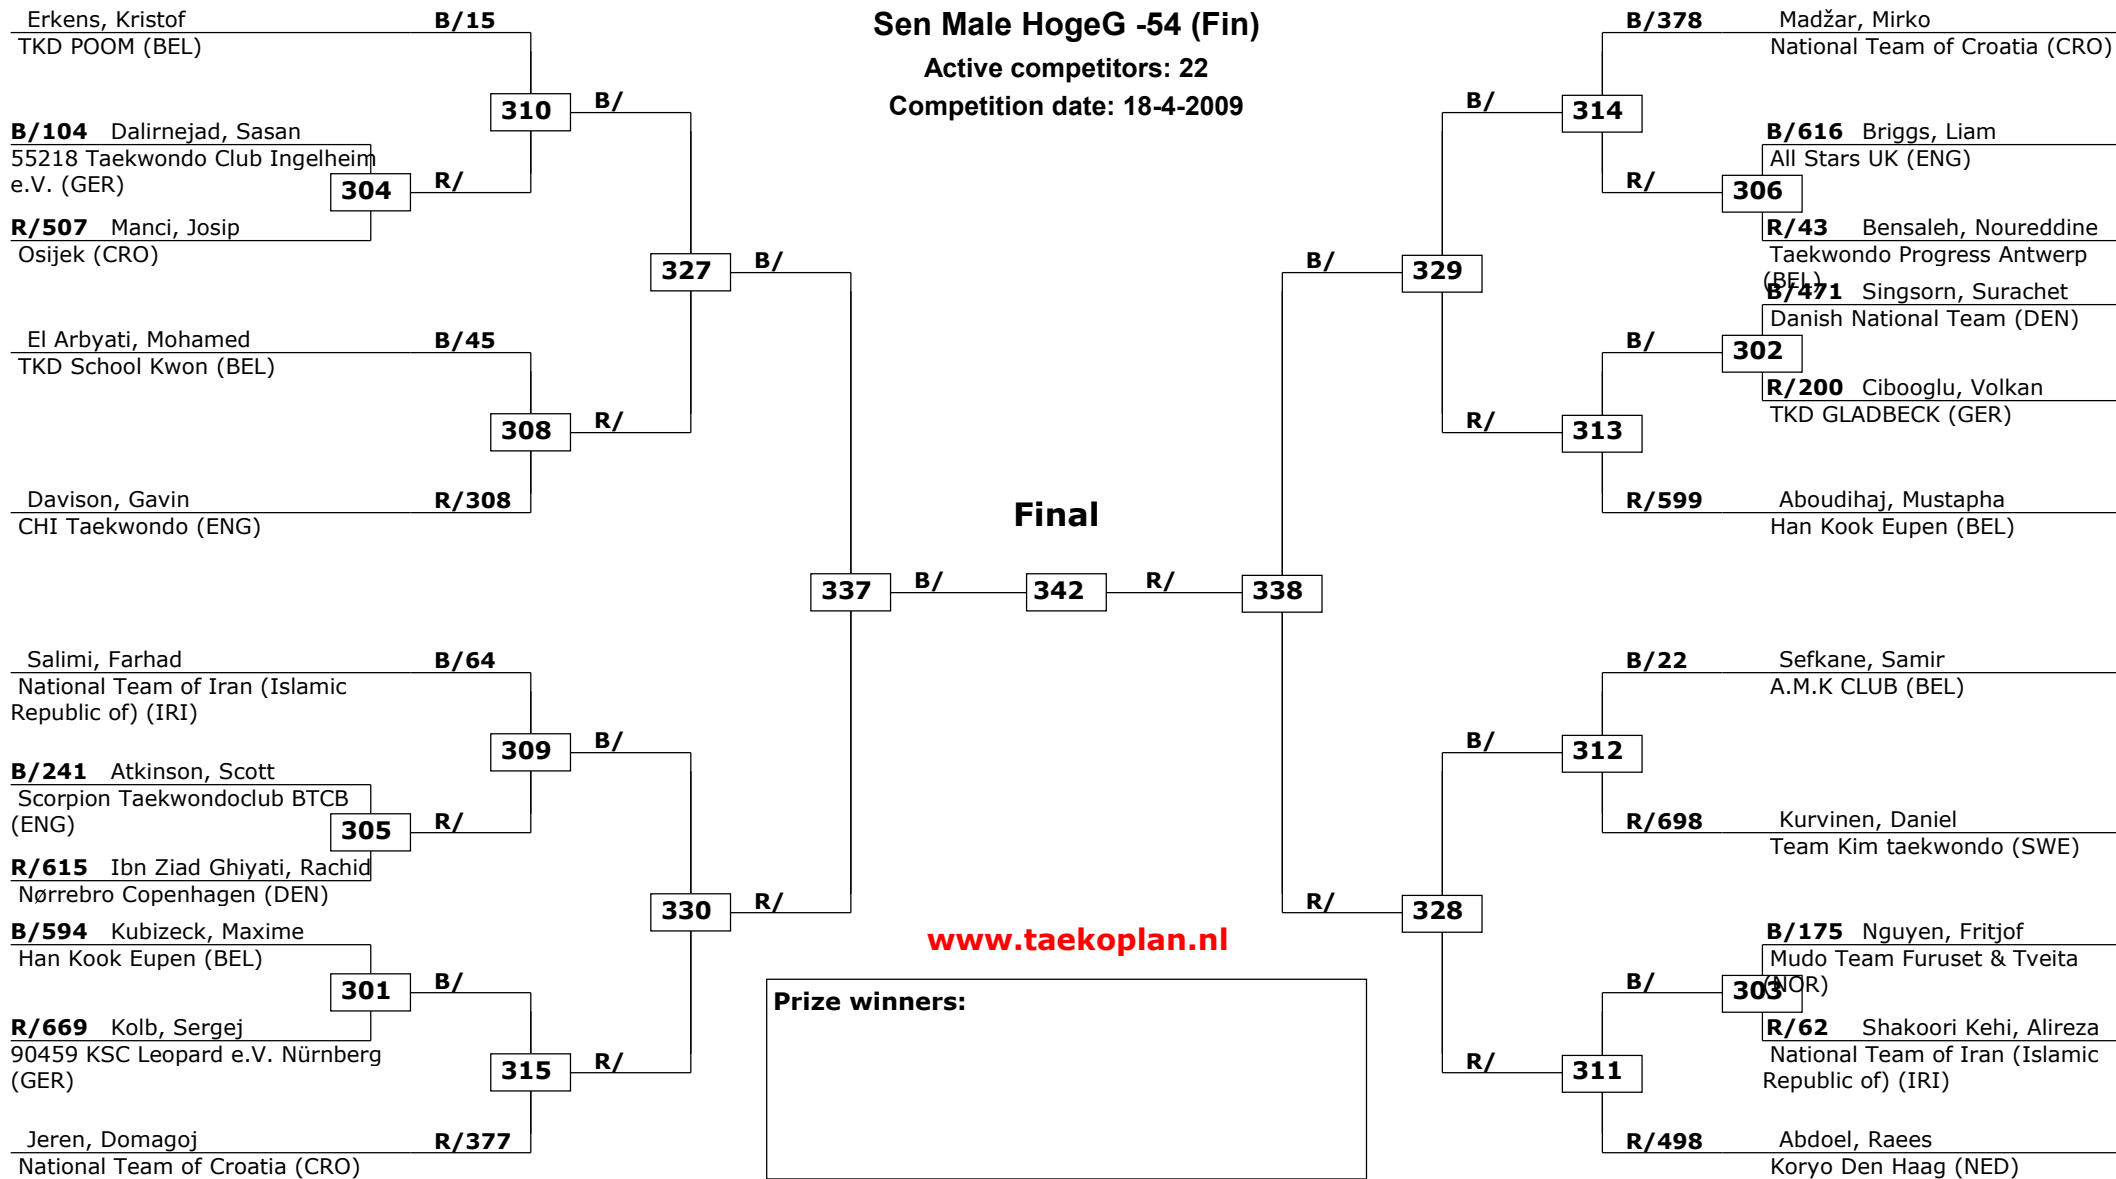 Sen Male HogeG -54 (Fin)
Active competitors: 22
Competition date: 18-4-2009
Erkens, Kristof B/15
TKD POOM (BEL)
310 B/
B/104 Dalirnejad, Sasan
55218 Taekwondo Club Ingelheim
e.V. (GER)
304 R/
R/507 Manci, Josip
Osijek (CRO)
327 B/
El Arbyati, Mohamed B/45
TKD School Kwon (BEL)
308 R/
Davison, Gavin R/308
CHI Taekwondo (ENG)
Final
337 B/ 342 R/ 338
Salimi, Farhad B/64
National Team of Iran (Islamic
Republic of) (IRI)
309 B/
B/241 Atkinson, Scott
Scorpion Taekwondoclub BTCB
(ENG)
305 R/
R/615 Ibn Ziad Ghiyati, Rachid
Nørrebro Copenhagen (DEN)
330 R/
B/594 Kubizeck, Maxime
Han Kook Eupen (BEL)
301 B/
R/669 Kolb, Sergej
90459 KSC Leopard e.V. Nürnberg
(GER)
315 R/
Jeren, Domagoj R/377
National Team of Croatia (CRO)
B/378 Madžar, Mirko
National Team of Croatia (CRO)
B/ 314
B/616 Briggs, Liam
All Stars UK (ENG)
R/ 306
R/43 Bensaleh, Noureddine
Taekwondo Progress Antwerp
(BEL)
B/ 329
B/471 Singsorn, Surachet
Danish National Team (DEN)
B/ 302
R/200 Cibooglu, Volkan
TKD GLADBECK (GER)
R/ 313
R/599 Aboudihaj, Mustapha
Han Kook Eupen (BEL)
B/22 Sefkane, Samir
A.M.K CLUB (BEL)
B/ 312
R/698 Kurvinen, Daniel
Team Kim taekwondo (SWE)
R/ 328
B/175 Nguyen, Fritjof
Mudo Team Furuset & Tveita
(NOR)
B/ 303
R/62 Shakoori Kehi, Alireza
National Team of Iran (Islamic
Republic of) (IRI)
R/ 311
R/498 Abdoel, Raees
Koryo Den Haag (NED)
www.taekoplan.nl
Prize winners: